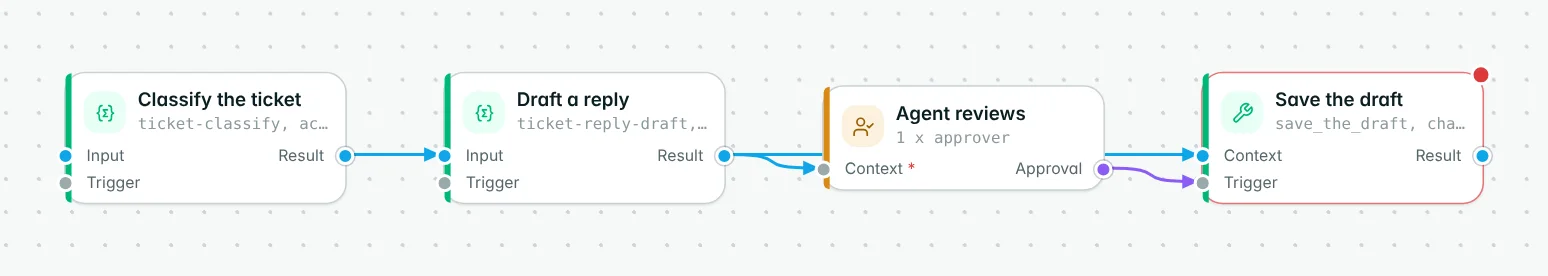 Classify the ticket
ticket-classify, ac…
Input
Result
Trigger
Draft a reply
ticket-reply-draft,…
Input
Result
Trigger
Agent reviews
1 x approver
Context *
Approval
Save the draft
save_the_draft, cha…
Context
Result
Trigger